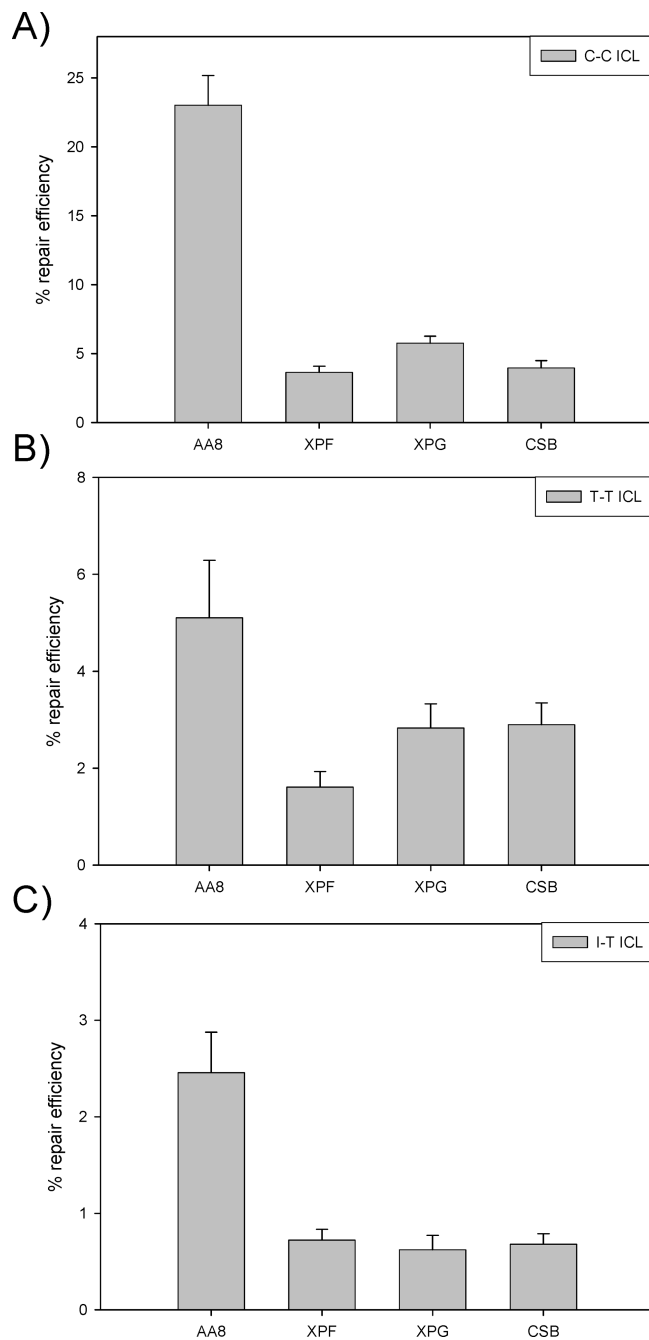 A)
C-C ICL
% repair efficiency
25
20
15
10
5
0
AA8 XPF XPG CSB
B)
T-T ICL
% repair efficiency
8
6
4
2
0
AA8 XPF XPG CSB
C)
I-T ICL
% repair efficiency
4
3
2
1
0
AA8 XPF XPG CSB